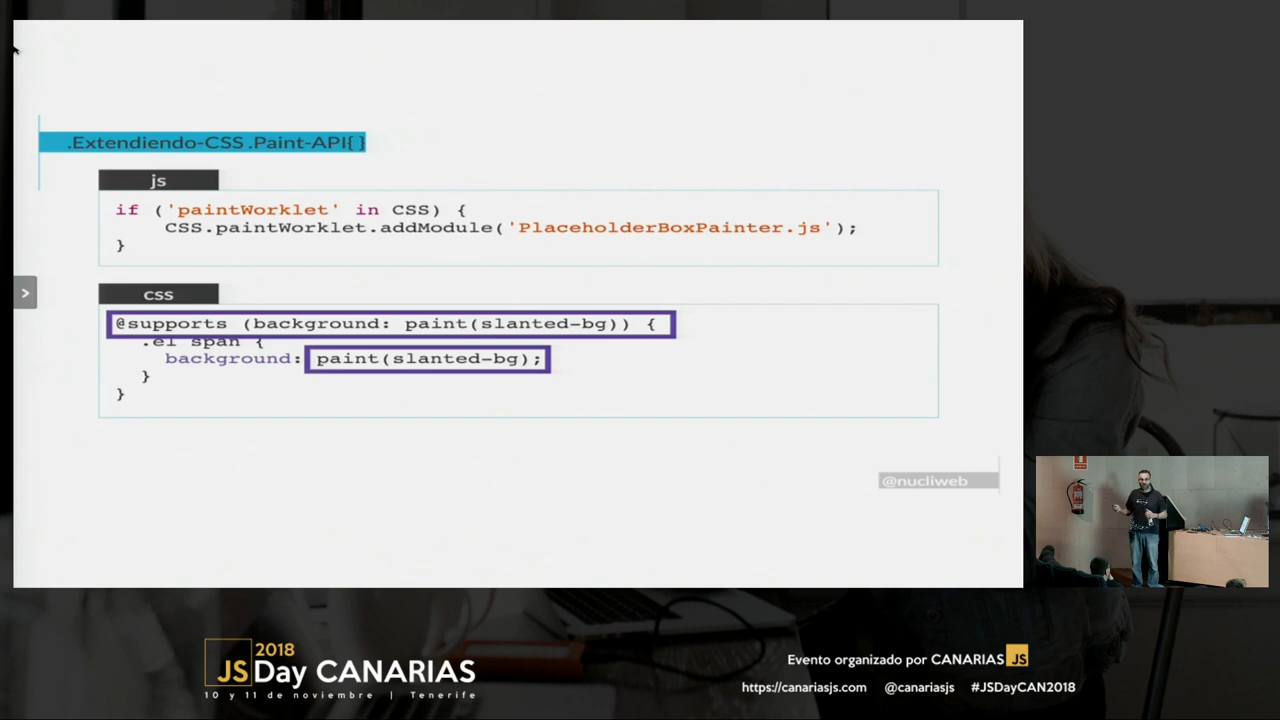 .Extendiendo-CSS .Paint-API{ }
js
if ('paintWorklet' in CSS) {
CSS.paintWorklet.addModule('PlaceholderBoxPainter.js');
}
>
css
@supports (background: paint(slanted-bg)) {
.el span {
background: paint(slanted-bg);
}
}
@nucliweb
2018
JSDay CANARIAS
10 y 11 de noviembre | Tenerife
Evento organizado por CANARIAS JS
https://canariasjs.com @canariasjs #JSDayCAN2018